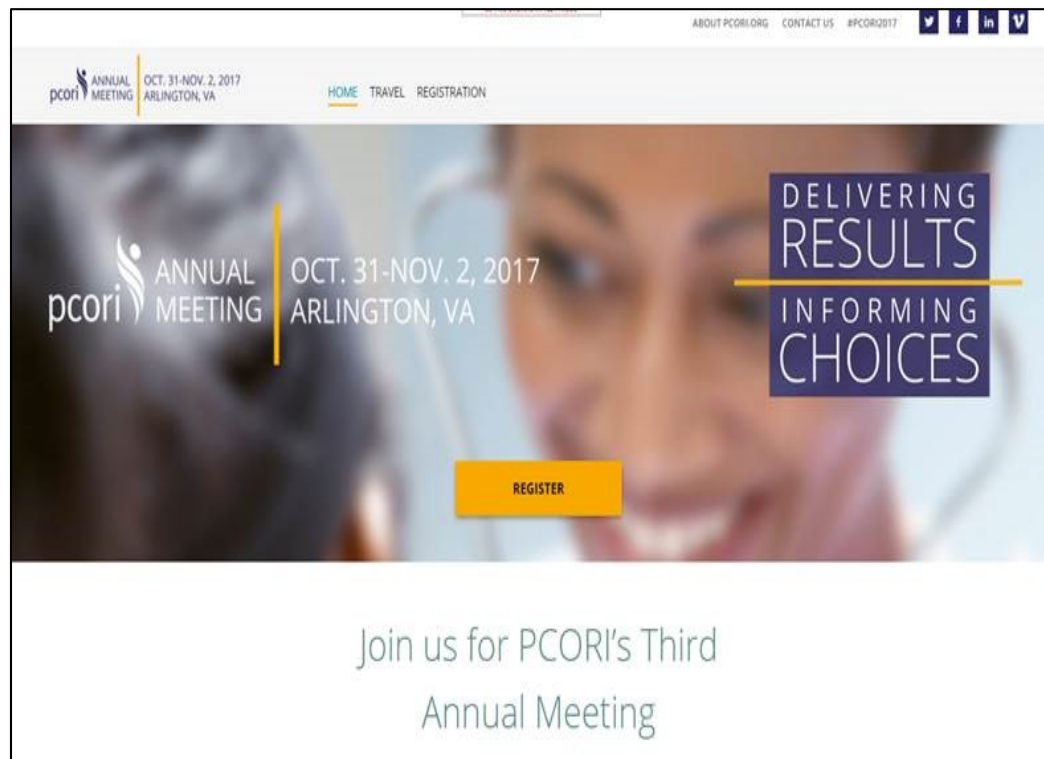 ABOUT PCORI.ORG CONTACT US #PCORI2017
pcori ANNUAL MEETING OCT. 31-NOV. 2, 2017 ARLINGTON, VA
HOME TRAVEL REGISTRATION
pcori
ANNUAL
MEETING
OCT. 31-NOV. 2, 2017
ARLINGTON, VA
DELIVERING
RESULTS
INFORMING
CHOICES
REGISTER
Join us for PCORI's Third
Annual Meeting